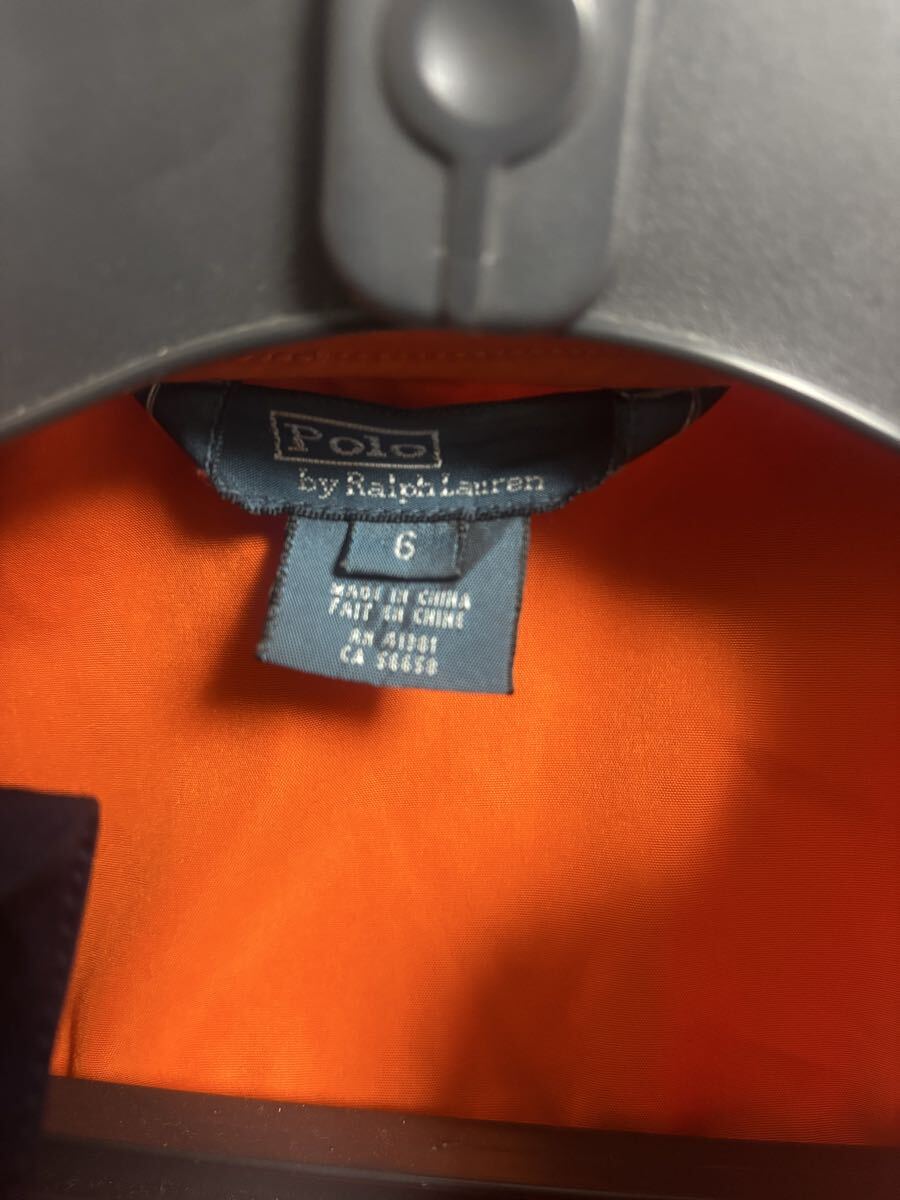 Polo
by Ralph Lauren
6
MADE IN CHINA
FAIT EN CHINE
RN 41381
CA 56658